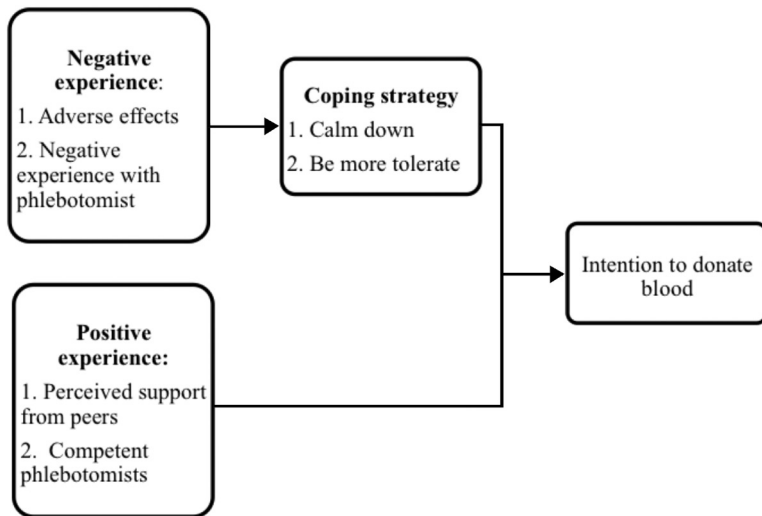 Negative
experience:
1. Adverse effects
2. Negative
experience with
phlebotomist
Coping strategy
1. Calm down
2. Be more tolerate
Intention to donate
blood
Positive
experience:
1. Perceived support
from peers
2. Competent
phlebotomists